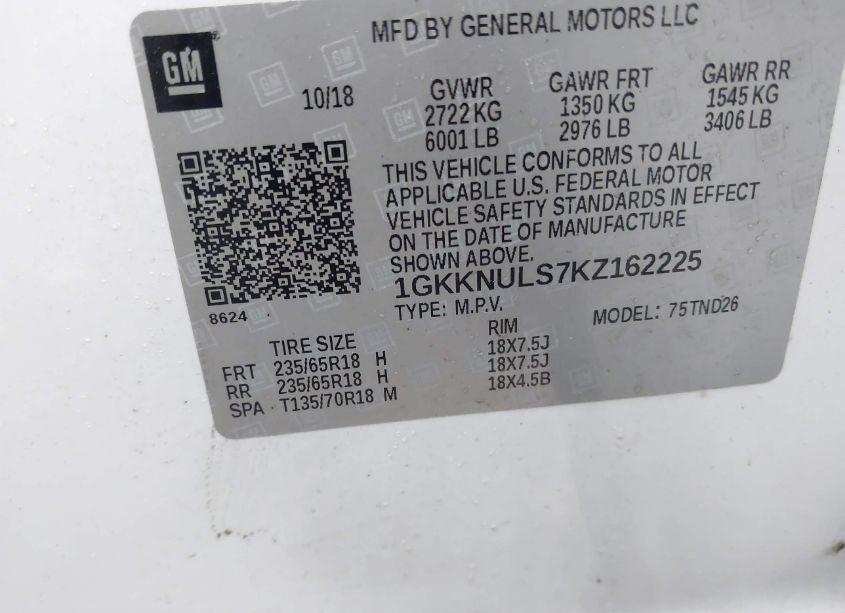 MFD BY GENERAL MOTORS LLC
GM
10/18
GVWR GAWR FRT GAWR RR
2722 KG 1350 KG 1545 KG
6001 LB 2976 LB 3406 LB
THIS VEHICLE CONFORMS TO ALL
APPLICABLE U.S. FEDERAL MOTOR
VEHICLE SAFETY STANDARDS IN EFFECT
ON THE DATE OF MANUFACTURE
SHOWN ABOVE.
1GKKNULS7KZ162225
8624
TYPE: M.P.V. MODEL: 75TND26
TIRE SIZE RIM
FRT 235/65R18 H 18X7.5J
RR 235/65R18 H 18X7.5J
SPA T135/70R18 M 18X4.5B